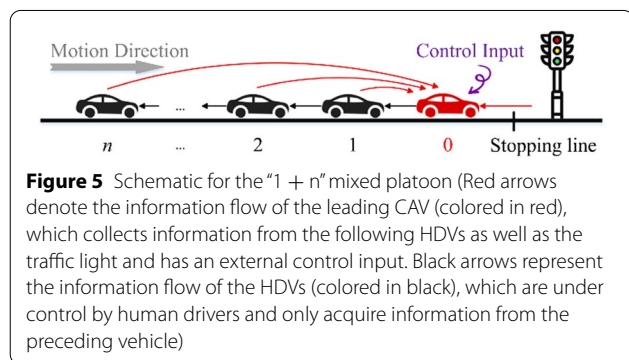 Motion Direction
Control Input
...
...
n
...
2
1
0
Stopping line
Figure 5 Schematic for the “1 + n” mixed platoon (Red arrows
denote the information flow of the leading CAV (colored in red),
which collects information from the following HDVs as well as the
traffic light and has an external control input. Black arrows represent
the information flow of the HDVs (colored in black), which are under
control by human drivers and only acquire information from the
preceding vehicle)